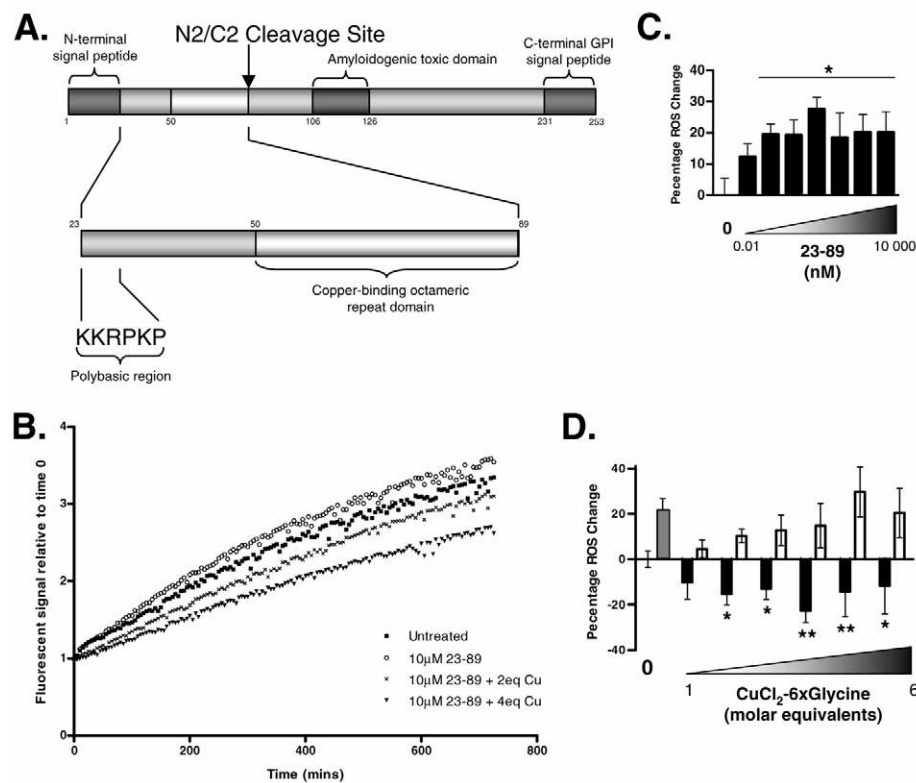 A.
N-terminal
signal peptide
N2/C2 Cleavage Site
Amyloidogenic toxic domain
C-terminal GPI
signal peptide
1
50
106
126
231
253
23
50
89
Copper-binding octameric
repeat domain
KKRPKP
Polybasic region
C.
Pecentage ROS Change
40
30
20
10
0
*
0
0.01
10 000
23-89
(nM)
B.
Fluorescent signal relative to time 0
4
3
2
1
0
0
200
400
600
800
Time (mins)
Untreated
10μM 23-89
10μM 23-89 + 2eq Cu
10μM 23-89 + 4eq Cu
D.
Pecentage ROS Change
40
20
0
-20
-40
*
*
**
**
*
0
1
6
CuCl2-6xGlycine
(molar equivalents)